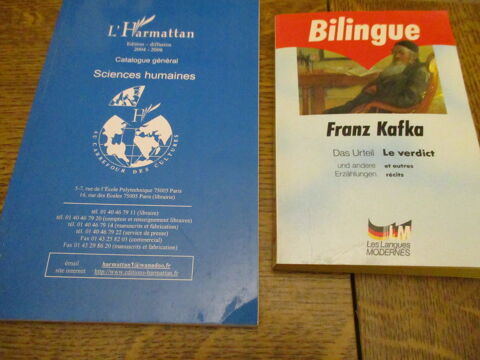 L'Harmattan
Edition - diffusion
2004 - 2006
Catalogue général
Sciences humaines
AU CARREFOUR DES CULTURES
5-7, rue de l'École Polytechnique 75005 Paris
16, rue des Ecoles 75005 Paris (librairie)
tél. 01 40 46 79 11 (libraire)
tél. 01 40 46 79 20 (comptoir et renseignement libraires)
tél. 01 40 46 79 14 (manuscrits et fabrication)
tél. 01 40 46 79 22 (service de presse)
Fax 01 43 25 82 03 (commercial)
Fax 01 43 29 86 20 (manuscrits et fabrication)
émail harmattan1@wanadoo.fr
site internet http://www.editions-harmattan.fr
Bilingue
Franz Kafka
Das Urteil Le verdict
und andere et autres
Erzählungen récits
LM
Les Langues
MODERNES